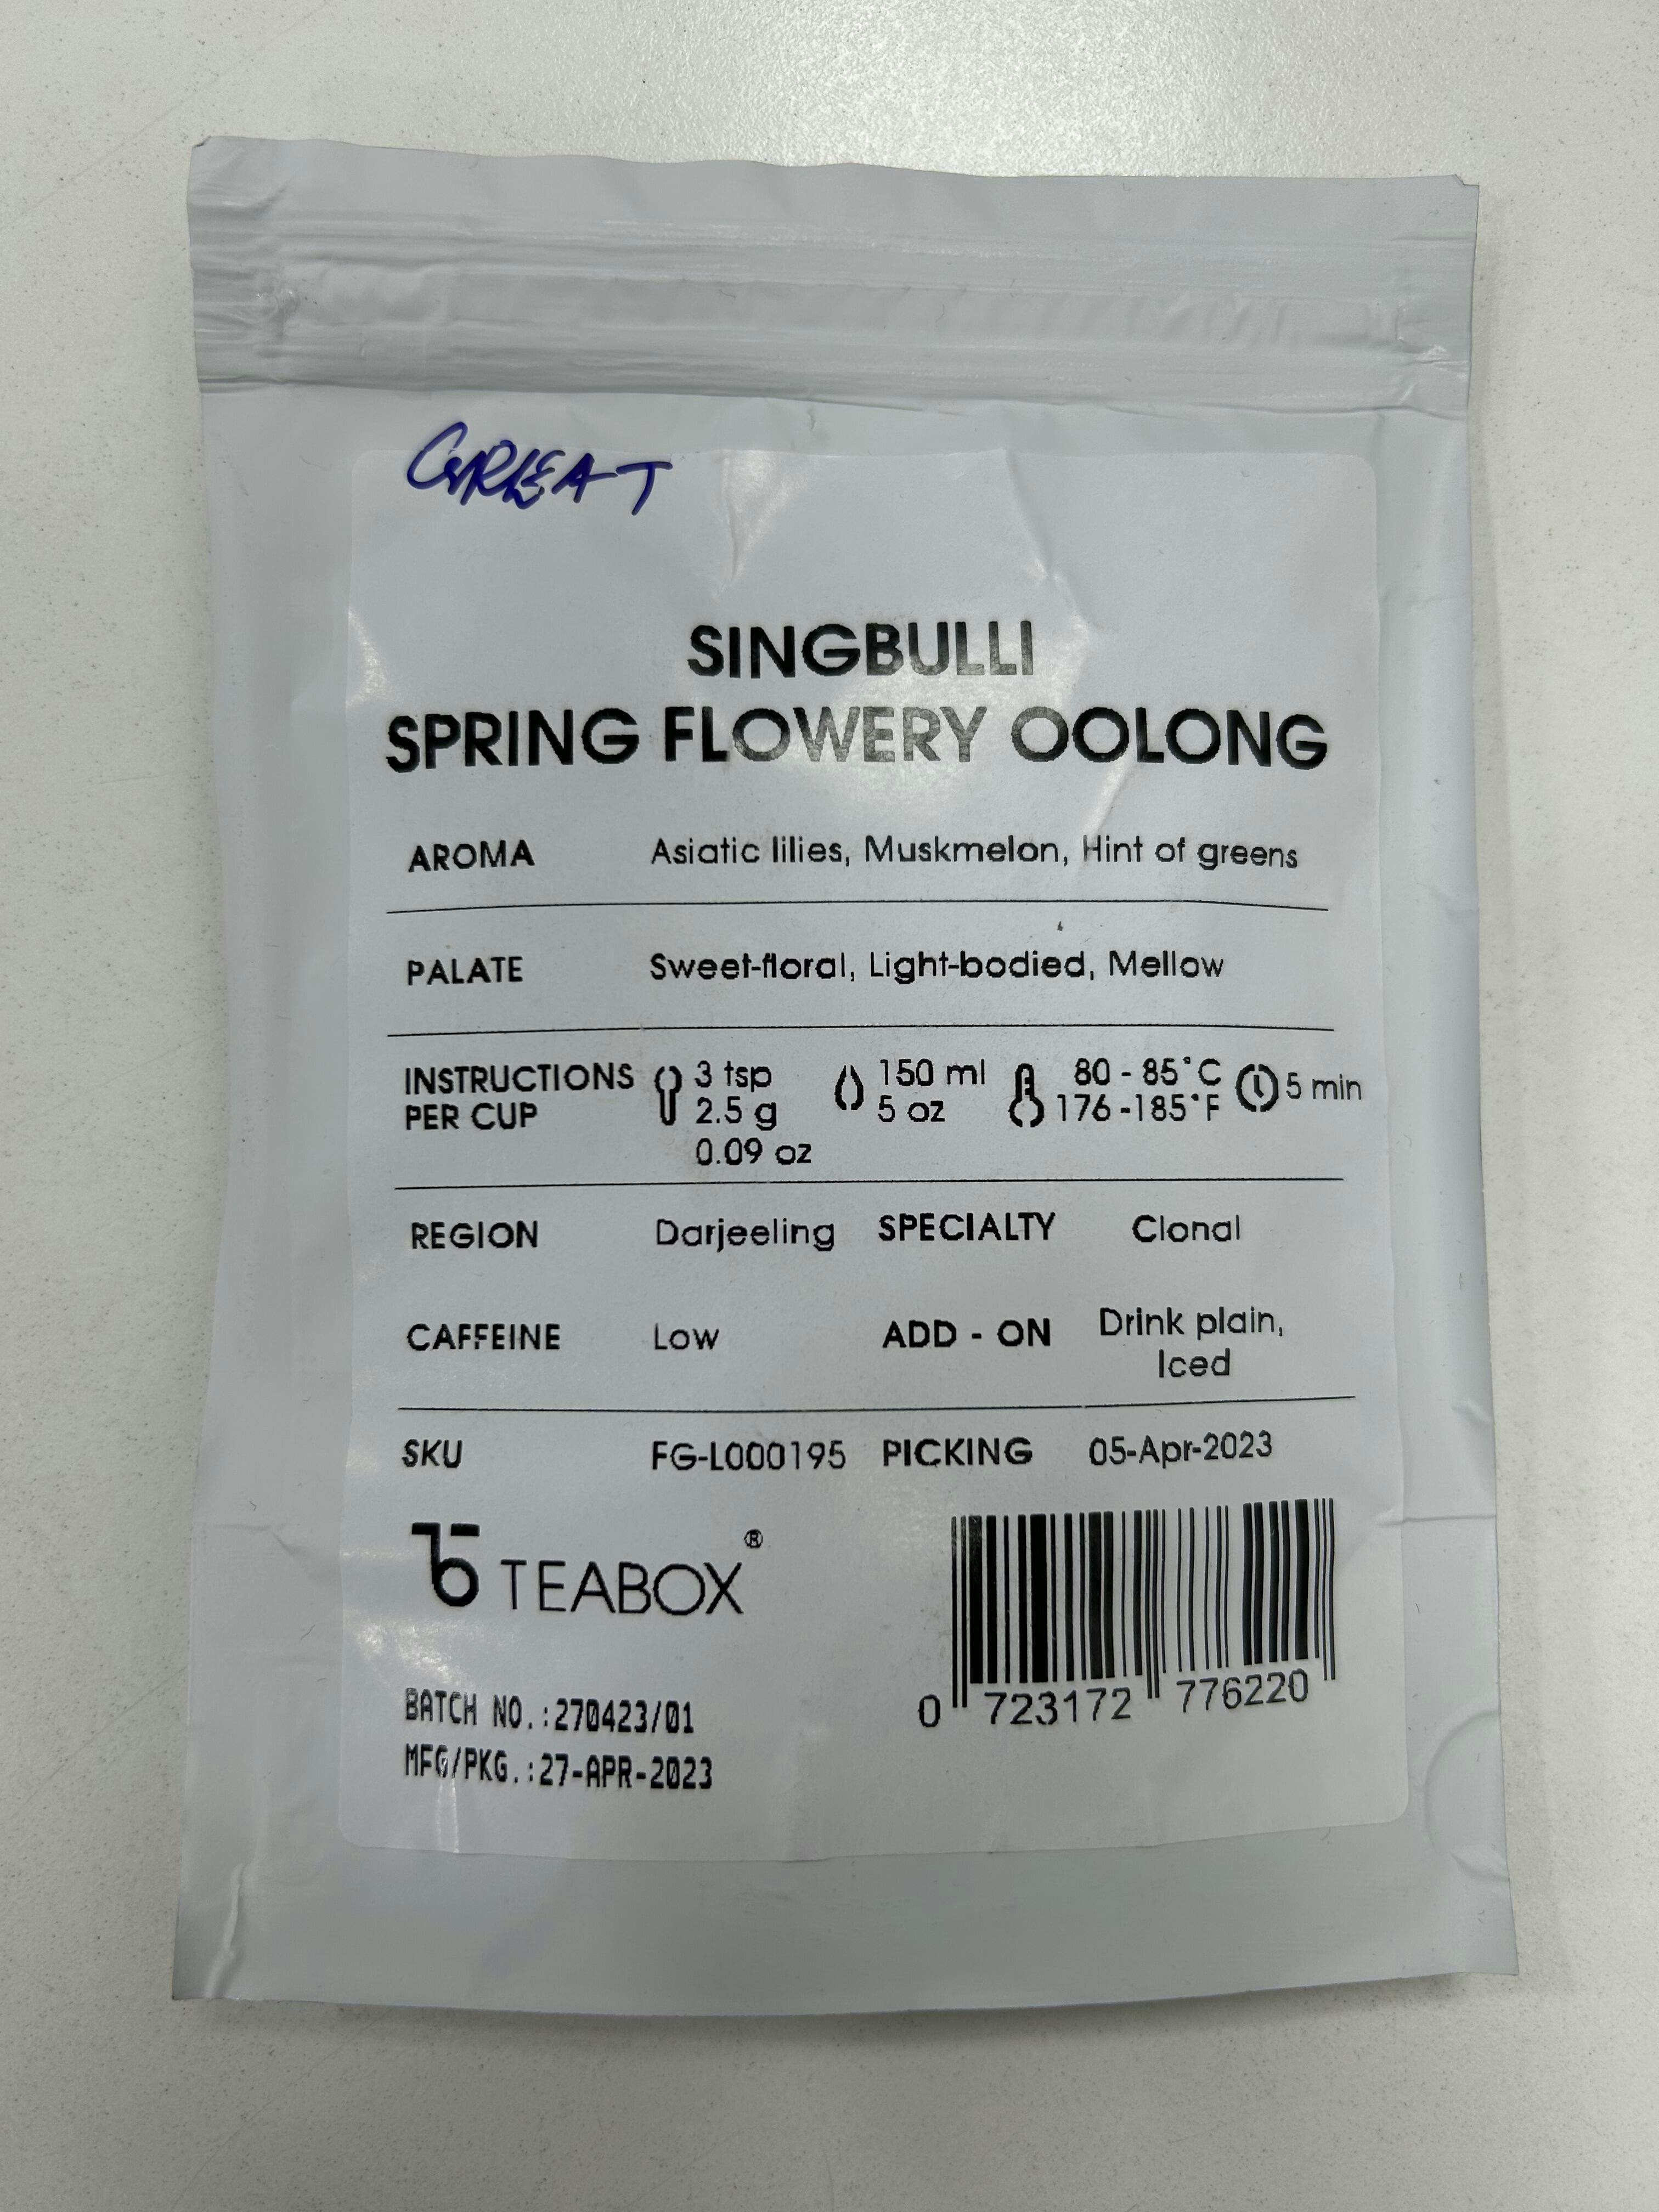 GREAT
SINGBULLI
SPRING FLOWERY OOLONG
AROMA Asiatic lilies, Muskmelon, Hint of greens
PALATE Sweet-floral, Light-bodied, Mellow
INSTRUCTIONS PER CUP
3 tsp
2.5 g
0.09 oz
150 ml
5 oz
80 - 85°C
176 -185°F
5 min
REGION Darjeeling SPECIALTY Clonal
CAFFEINE Low ADD - ON Drink plain,
Iced
SKU FG-L000195 PICKING 05-Apr-2023
TEABOX®
0 723172 776220
BATCH NO.:270423/01
MFG/PKG.:27-APR-2023